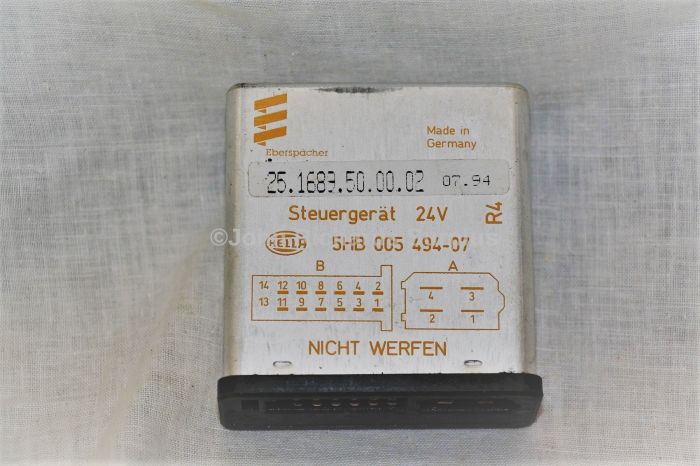 Eberspächer
Made in
Germany
25.1689.50.00.02 07.94
Steuergerät 24V
R4
HELLA 5HB 005 494-07
B A
14 12 10 8 6 4 2
13 11 9 7 5 3 1
4 3
2 1
NICHT WERFEN